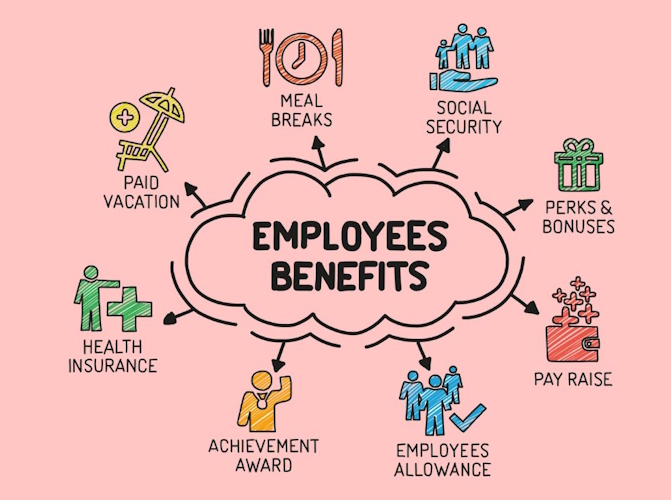 MEAL
BREAKS
SOCIAL
SECURITY
PAID
VACATION
PERKS &
BONUSES
EMPLOYEES
BENEFITS
HEALTH
INSURANCE
PAY RAISE
ACHIEVEMENT
AWARD
EMPLOYEES
ALLOWANCE